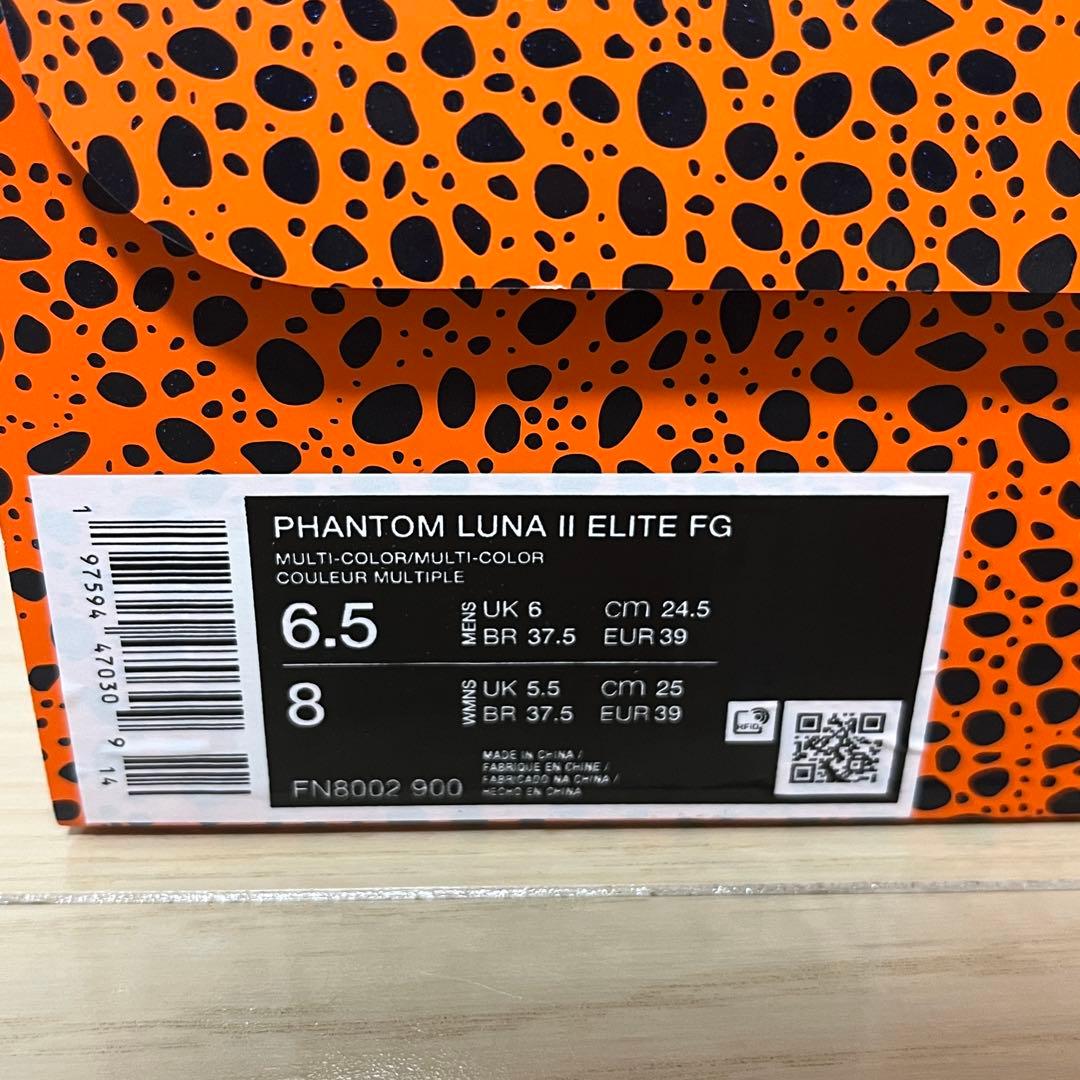 PHANTOM LUNA II ELITE FG
MULTI-COLOR/MULTI-COLOR
COULEUR MULTIPLE
6.5
MENS
UK 6 cm 24.5
BR 37.5 EUR 39
8
WMNS
UK 5.5 cm 25
BR 37.5 EUR 39
FN8002 900
MADE IN CHINA /
FABRIQUE EN CHINE /
FABRICADO NA CHINA /
HECHO EN CHINA
RFID
1 97594 47030 9 14